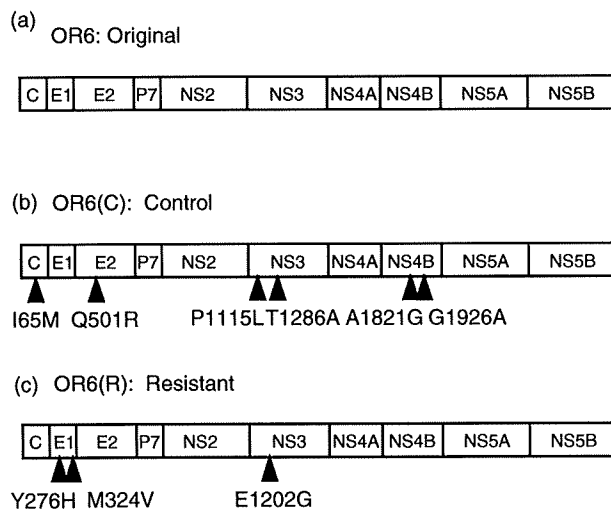 (a) OR6: Original
C E1 E2 P7 NS2 NS3 NS4A NS4B NS5A NS5B
(b) OR6(C): Control
C E1 E2 P7 NS2 NS3 NS4A NS4B NS5A NS5B
I65M Q501R P1115L T1286A A1821G G1926A
(c) OR6(R): Resistant
C E1 E2 P7 NS2 NS3 NS4A NS4B NS5A NS5B
Y276H M324V E1202G